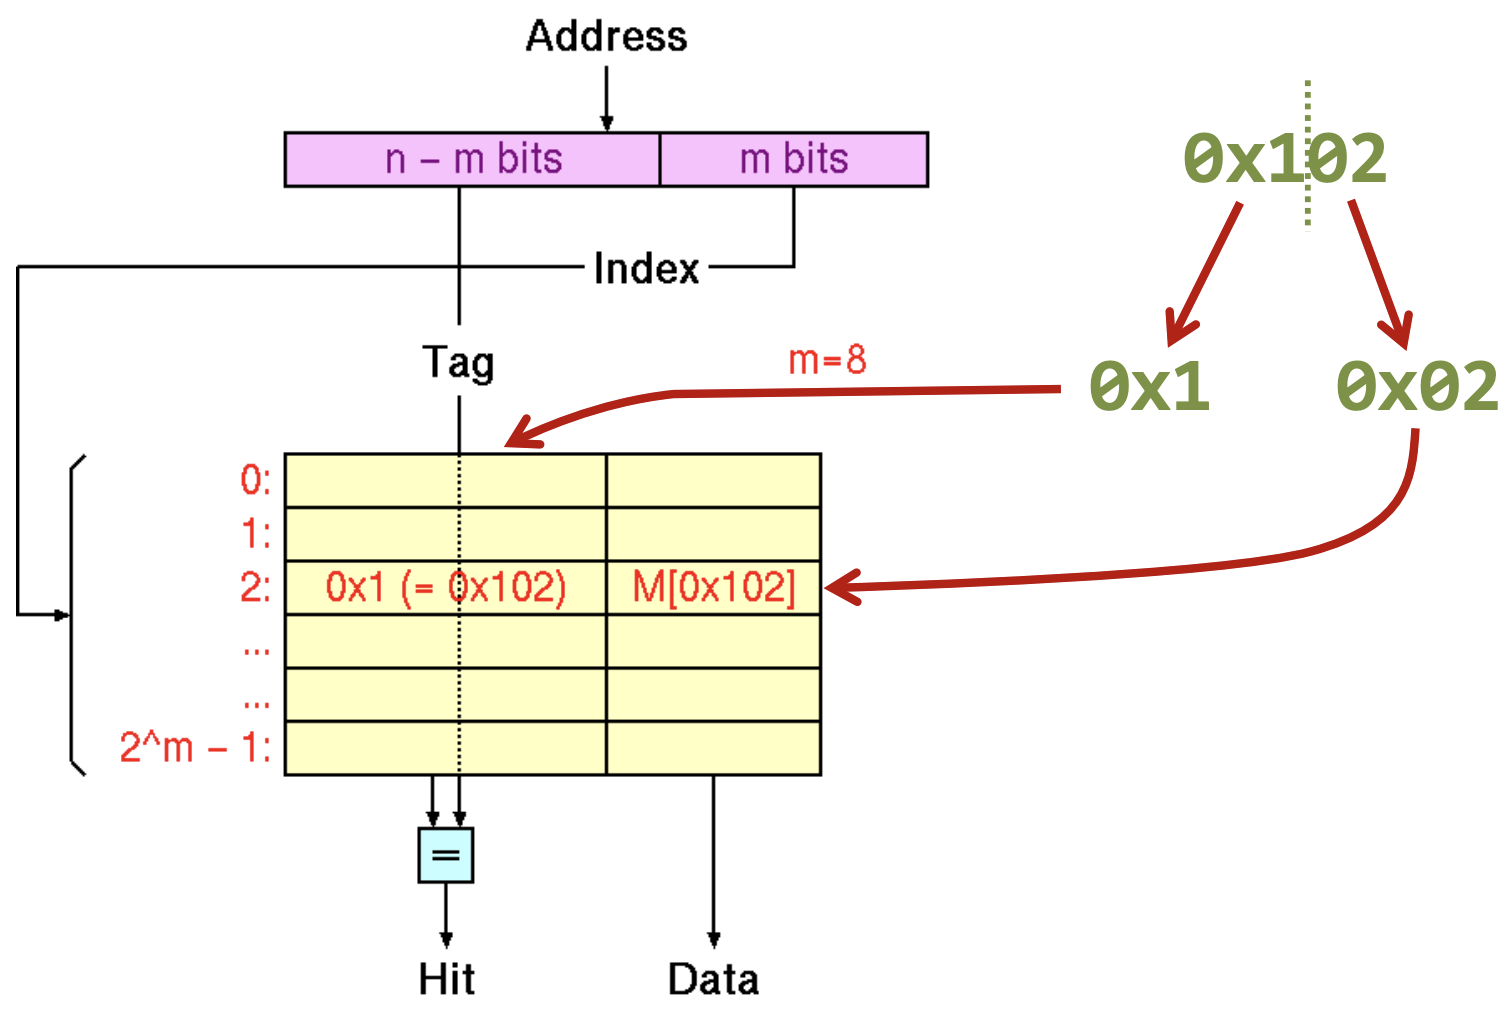 Address
n – m bits
m bits
0x102
Index
Tag
m=8
0x1
0x02
0:
1:
2:
0x1 (= 0x102)
M[0x102]
...
...
2^m – 1:
=
Hit
Data